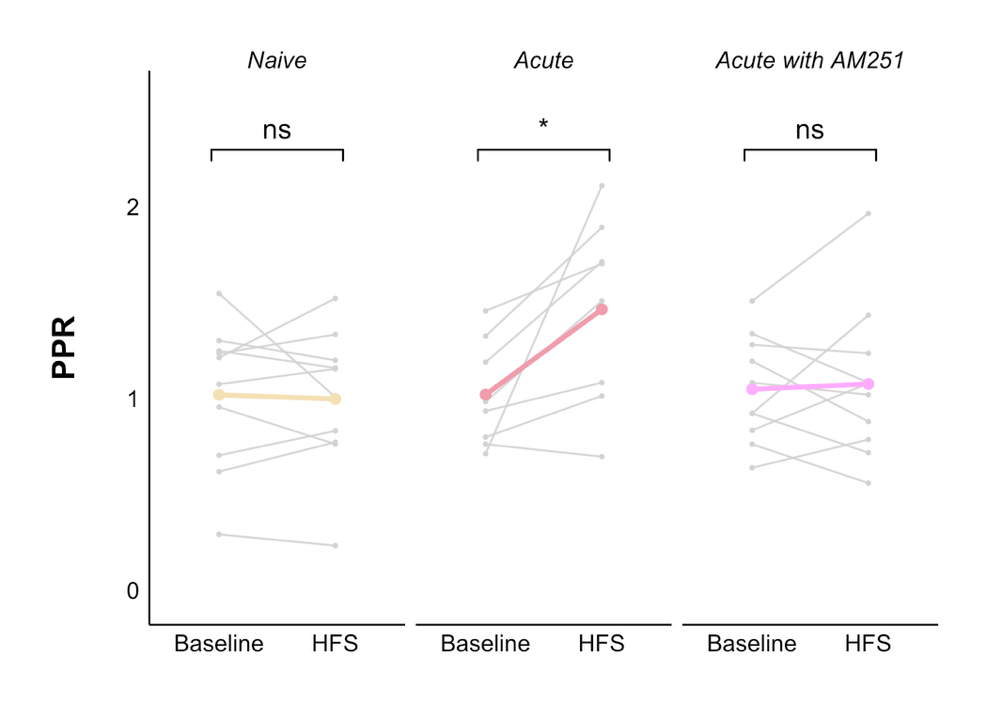 Naive
Acute
Acute with AM251
ns
*
ns
2
1
0
PPR
Baseline HFS
Baseline HFS
Baseline HFS